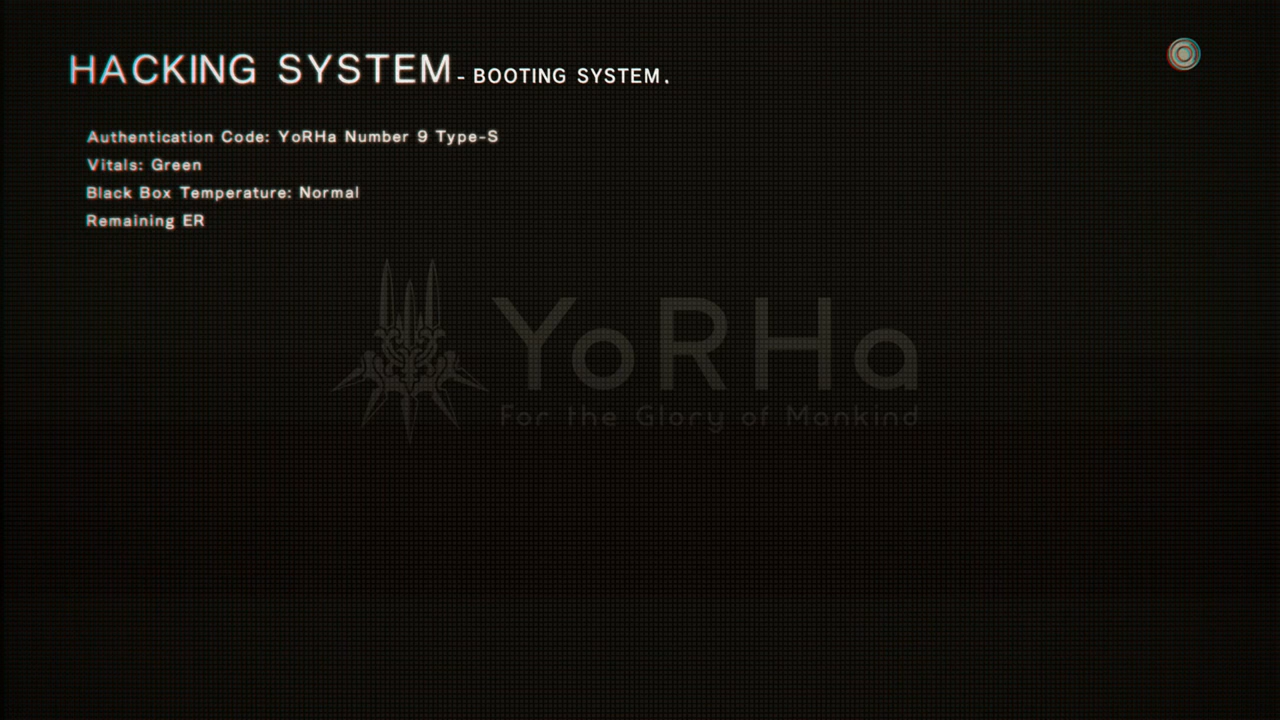 HACKING SYSTEM - BOOTING SYSTEM.
Authentication Code: YoRHa Number 9 Type-S
Vitals: Green
Black Box Temperature: Normal
Remaining ER
YoRHa
For the Glory of Mankind